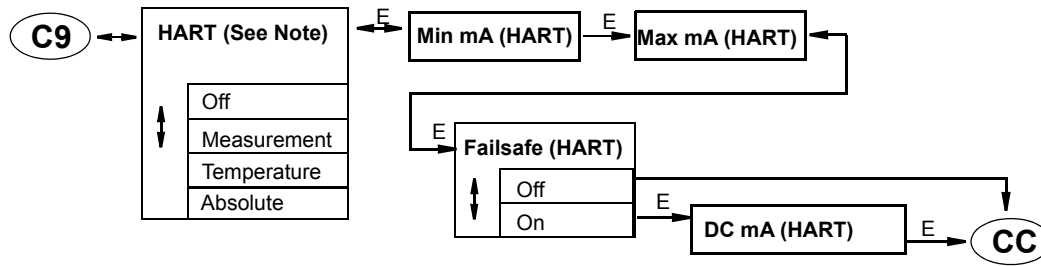 C9
HART (See Note)
Off
Measurement
Temperature
Absolute
E
Min mA (HART)
E
Max mA (HART)
E
Failsafe (HART)
Off
On
E
DC mA (HART)
E
CC